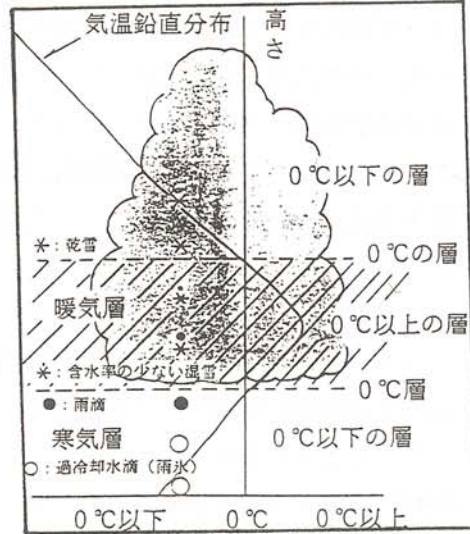 気温鉛直分布
高さ
0℃以下の層
*：乾雪
0℃の層
暖気層
0℃以上の層
*：含水率の少ない湿雪
0℃層
●：雨滴
寒気層
0℃以下の層
○：過冷却水滴（雨氷）
0℃以下
0℃
0℃以上